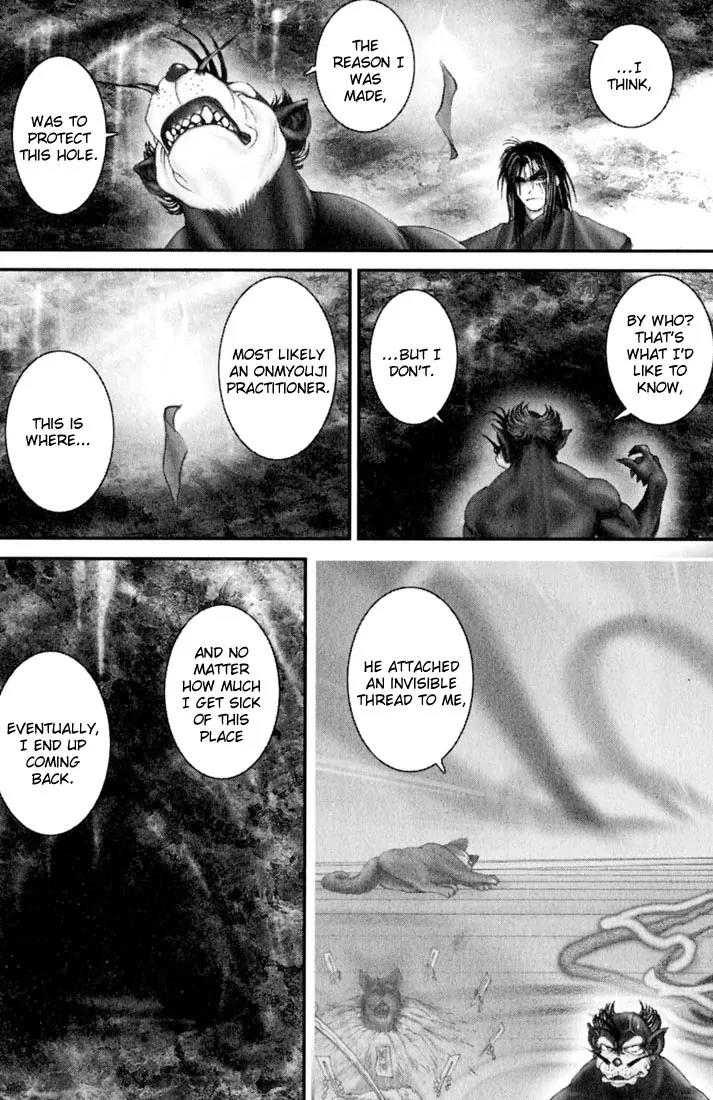 ...I
THINK,
THE
REASON I
WAS
MADE,
WAS TO
PROTECT
THIS HOLE.
BY WHO?
THAT'S
WHAT I'D
LIKE TO
KNOW,
...BUT I
DON'T.
MOST LIKELY
AN
ONMYOUJI
PRACTITIONER.
THIS IS
WHERE...
HE ATTACHED
AN INVISIBLE
THREAD TO ME,
AND NO
MATTER
HOW MUCH
I GET SICK
OF THIS
PLACE
EVENTUALLY,
I END UP
COMING
BACK.